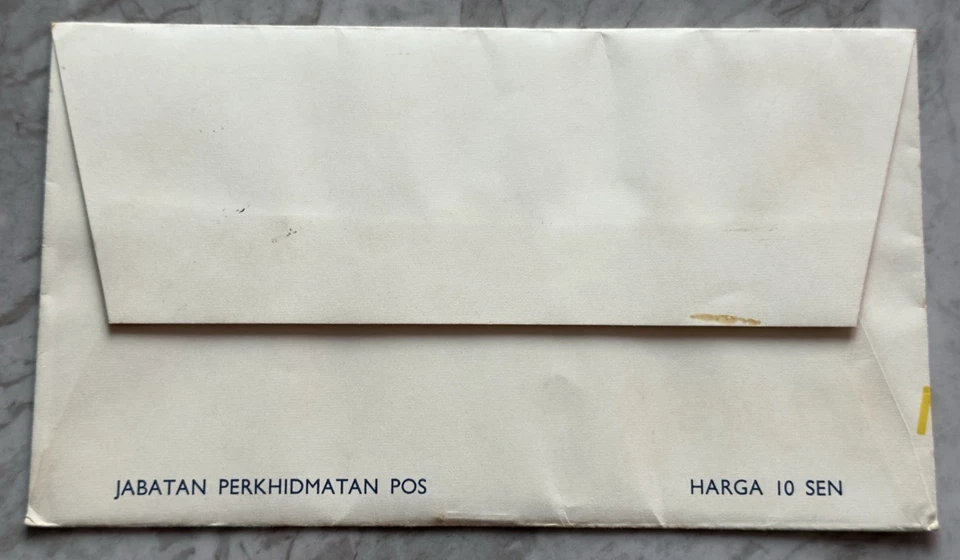 JABATAN PERKHIDMATAN POS
HARGA 10 SEN